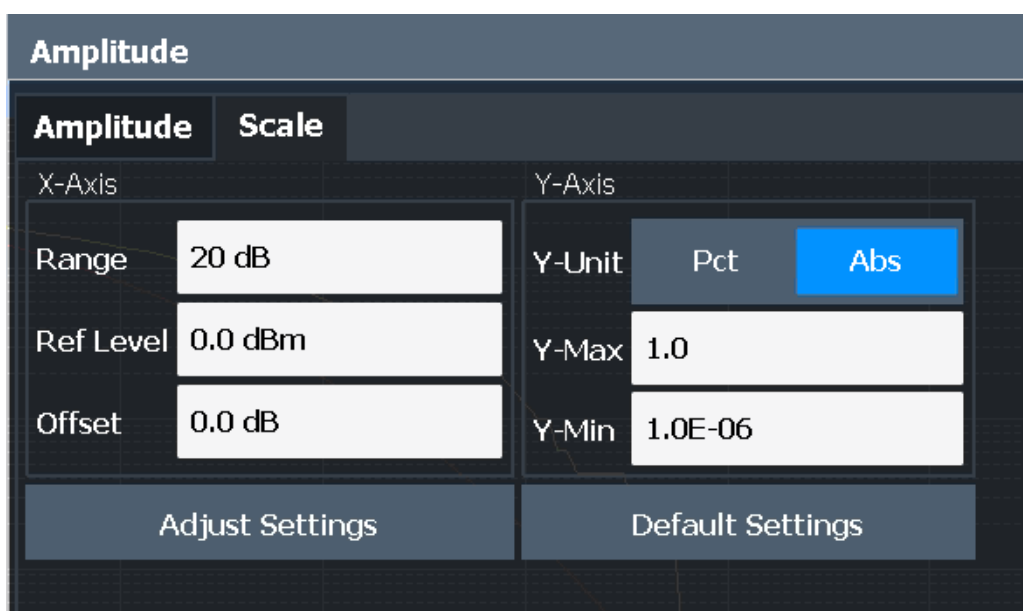 Amplitude
Amplitude Scale
X-Axis
Range 20 dB
Ref Level 0.0 dBm
Offset 0.0 dB
Y-Axis
Y-Unit Pct Abs
Y-Max 1.0
Y-Min 1.0E-06
Adjust Settings
Default Settings